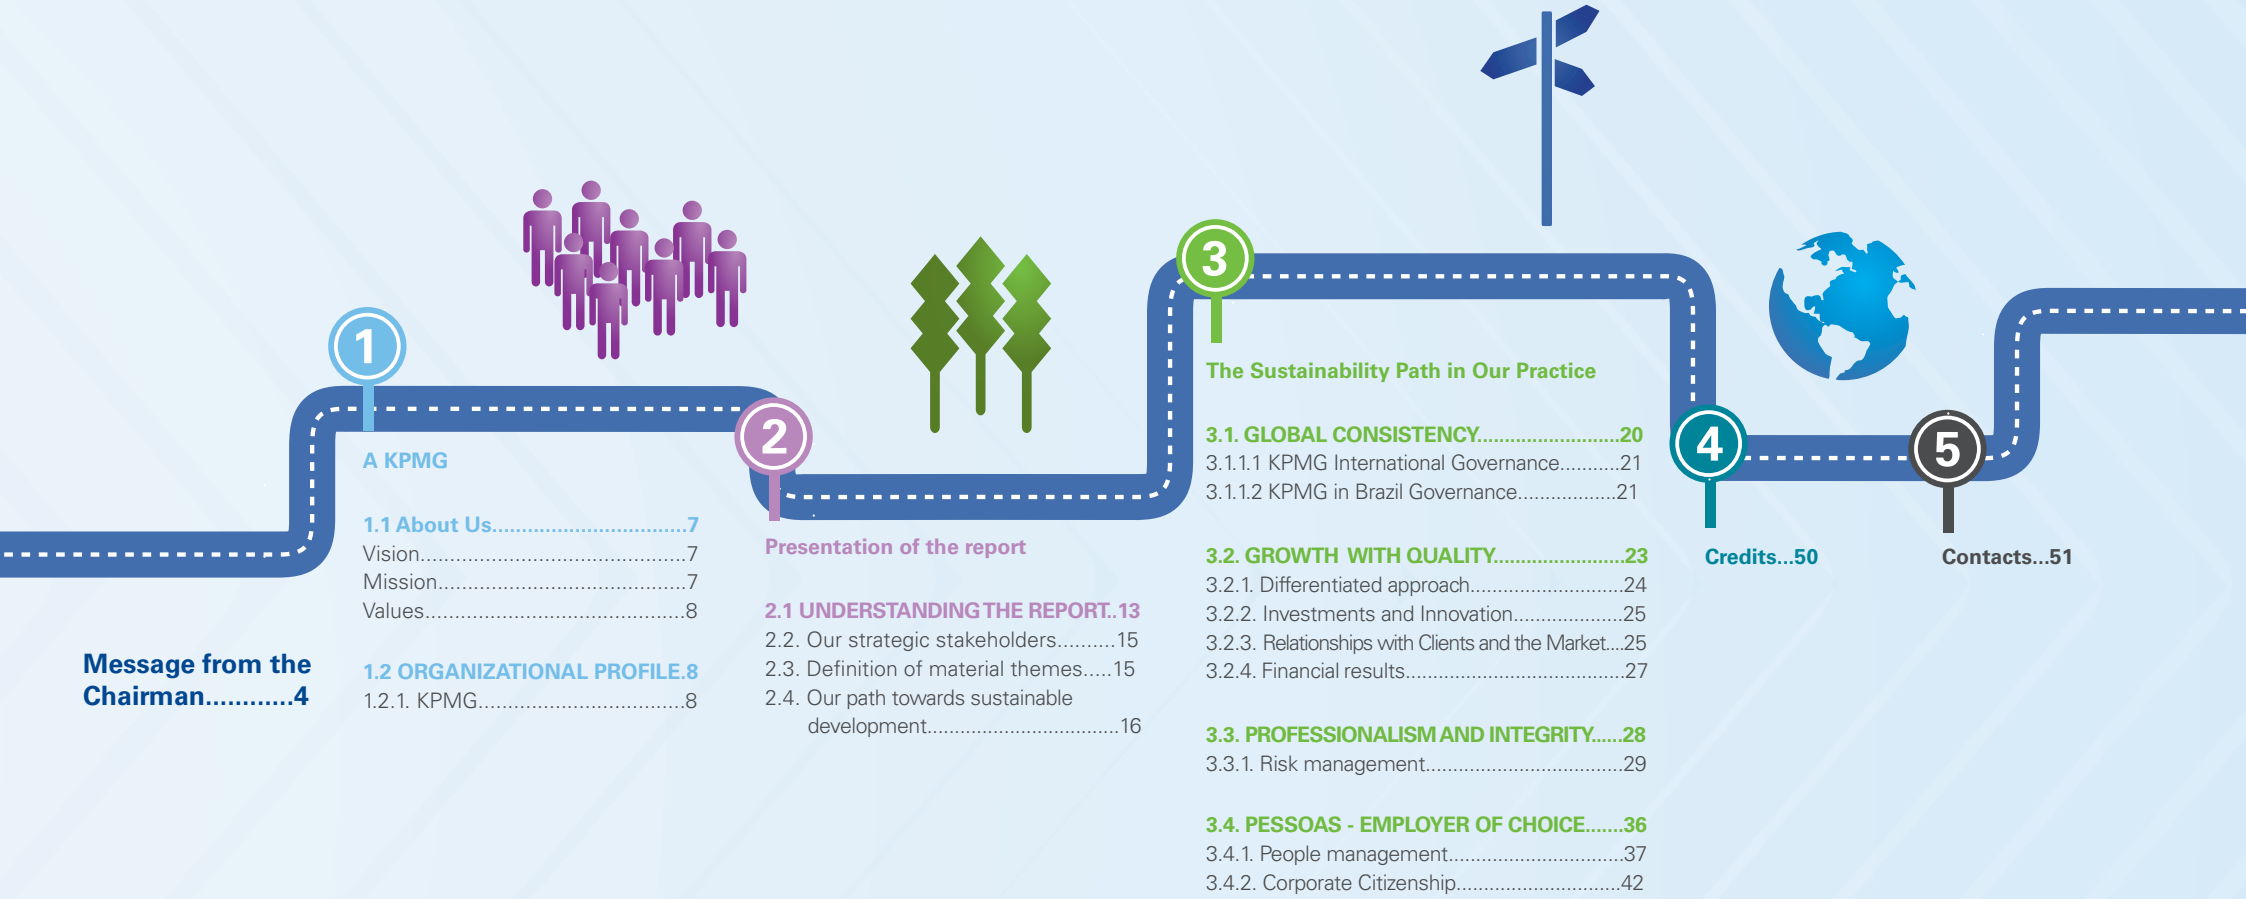 Message from the
Chairman............4
1
A KPMG
1.1 About Us.................................7
Vision................................................7
Mission.............................................7
Values...............................................8
1.2 ORGANIZATIONAL PROFILE.8
1.2.1. KPMG.....................................8
2
Presentation of the report
2.1 UNDERSTANDING THE REPORT..13
2.2. Our strategic stakeholders..........15
2.3. Definition of material themes.....15
2.4. Our path towards sustainable
development...................................16
3
The Sustainability Path in Our Practice
3.1. GLOBAL CONSISTENCY..........................20
3.1.1.1 KPMG International Governance...........21
3.1.1.2 KPMG in Brazil Governance..................21
3.2. GROWTH WITH QUALITY........................23
3.2.1. Differentiated approach............................24
3.2.2. Investments and Innovation....................25
3.2.3. Relationships with Clients and the Market....25
3.2.4. Financial results........................................27
3.3. PROFESSIONALISM AND INTEGRITY......28
3.3.1. Risk management....................................29
3.4. PESSOAS - EMPLOYER OF CHOICE.......36
3.4.1. People management................................37
3.4.2. Corporate Citizenship..............................42
4
Credits...50
5
Contacts...51